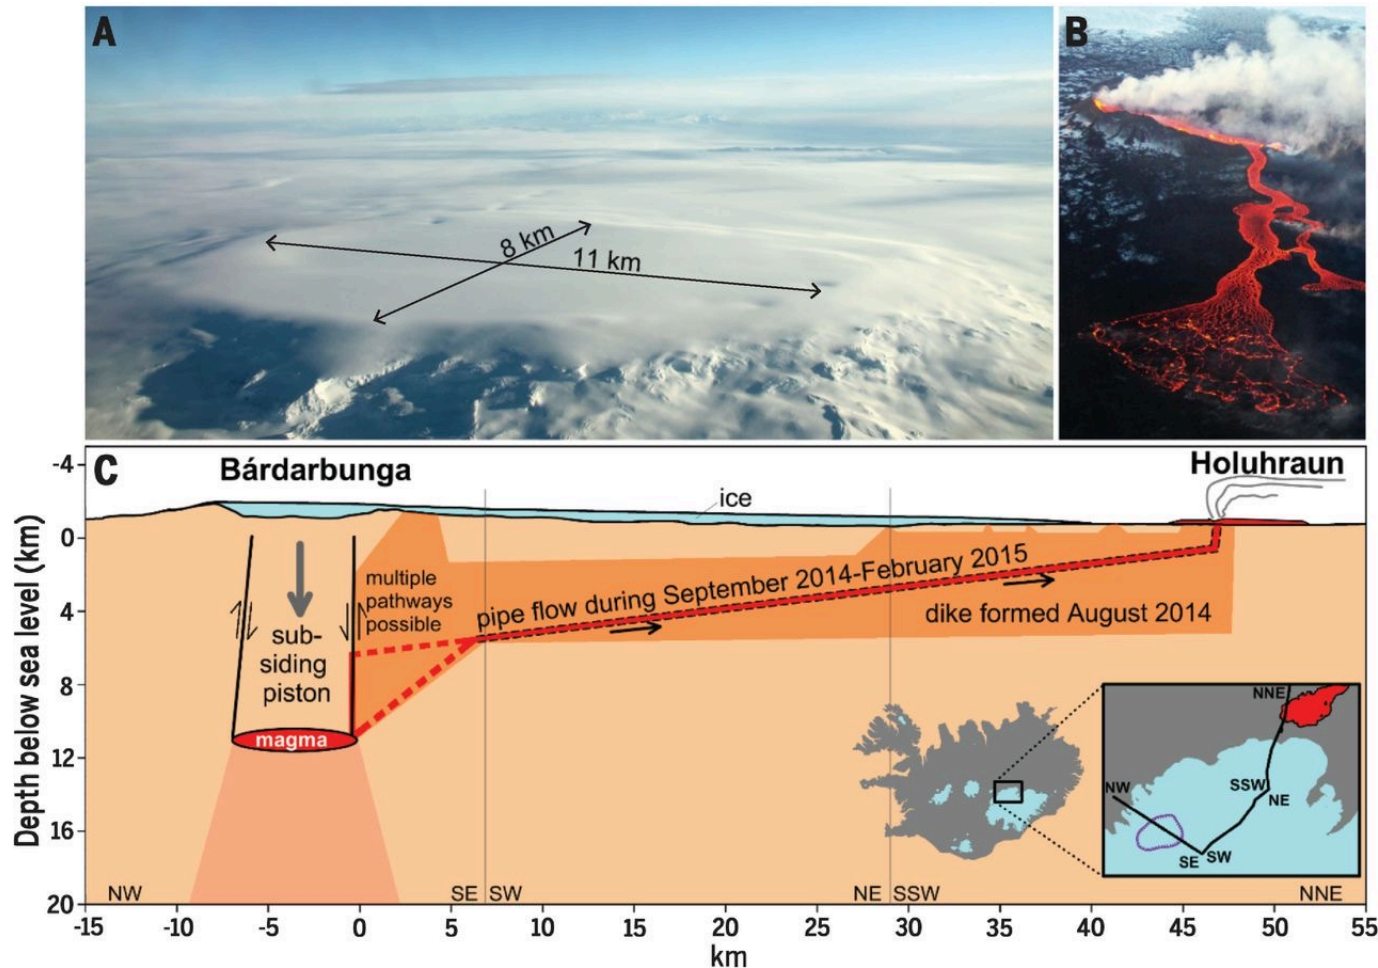 A
B
8 km
11 km
C
Bárdarbunga
Holuhraun
ice
multiple
pathways
possible
sub-
siding
piston
magma
pipe flow during September 2014-February 2015
dike formed August 2014
NNE
NW
SSW
NE
SE
SW
NW
SE
SW
NE
SSW
NNE
Depth below sea level (km)
-4
0
4
8
12
16
20
-15
-10
-5
0
5
10
15
20
25
30
35
40
45
50
55
km